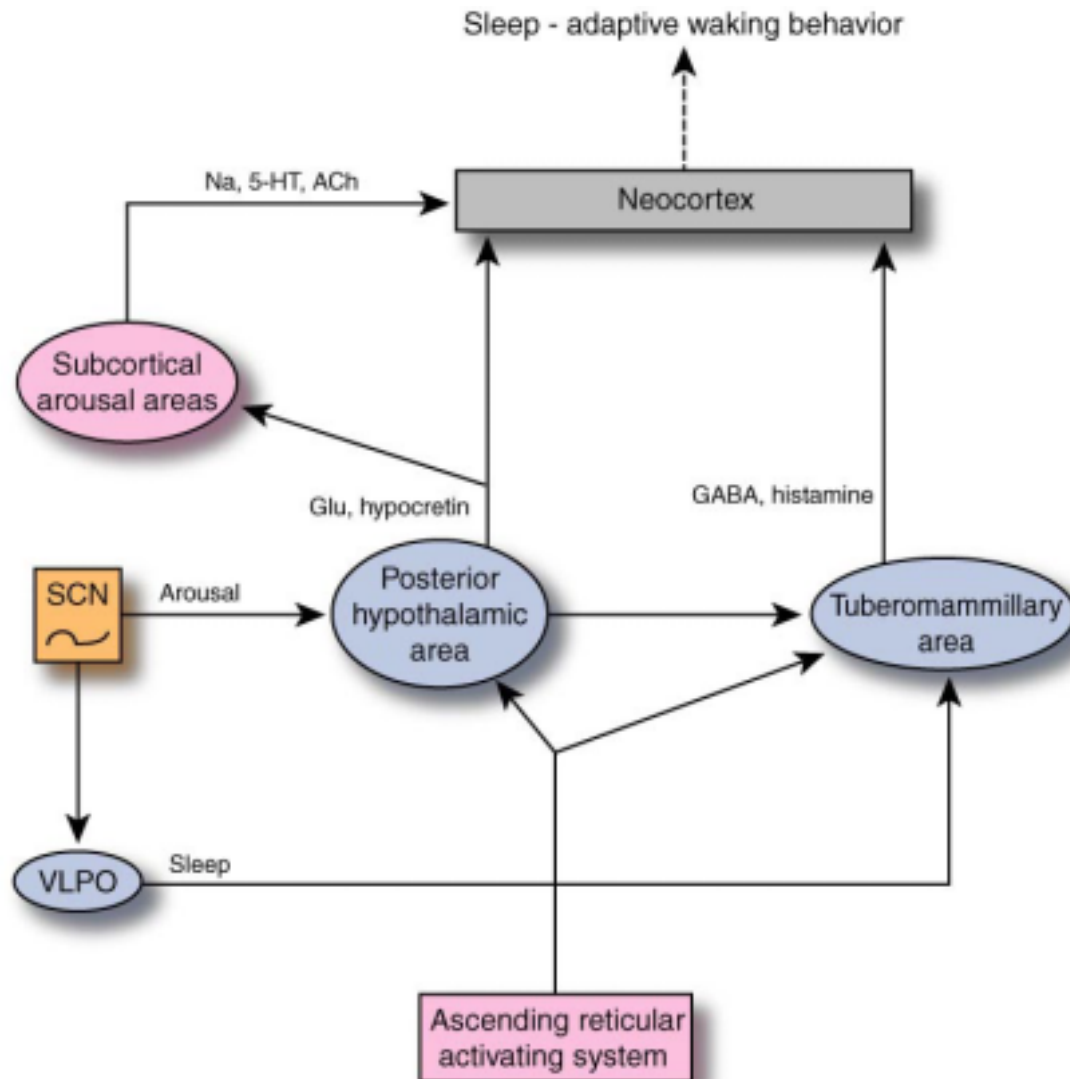 Sleep - adaptive waking behavior
Na, 5-HT, ACh
Neocortex
Subcortical
arousal areas
Glu, hypocretin
GABA, histamine
SCN
Arousal
Posterior
hypothalamic
area
Tuberomammillary
area
VLPO
Sleep
Ascending reticular
activating system